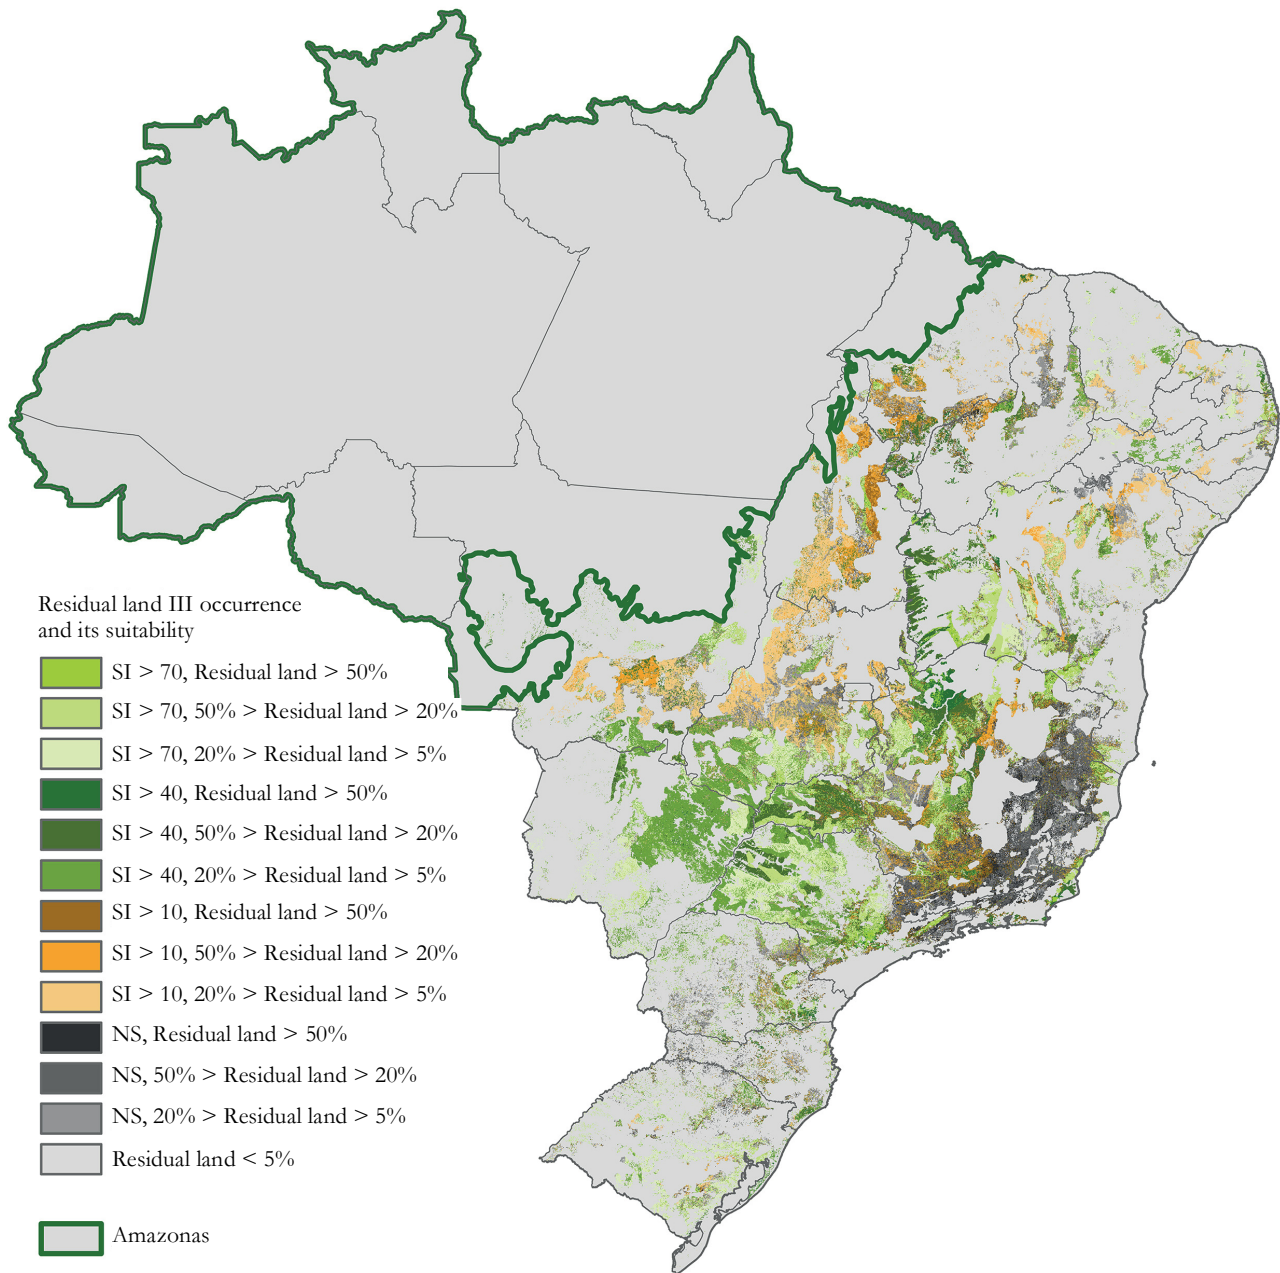 Residual land III occurrence
and its suitability
SI > 70, Residual land > 50%
SI > 70, 50% > Residual land > 20%
SI > 70, 20% > Residual land > 5%
SI > 40, Residual land > 50%
SI > 40, 50% > Residual land > 20%
SI > 40, 20% > Residual land > 5%
SI > 10, Residual land > 50%
SI > 10, 50% > Residual land > 20%
SI > 10, 20% > Residual land > 5%
NS, Residual land > 50%
NS, 50% > Residual land > 20%
NS, 20% > Residual land > 5%
Residual land < 5%
Amazonas